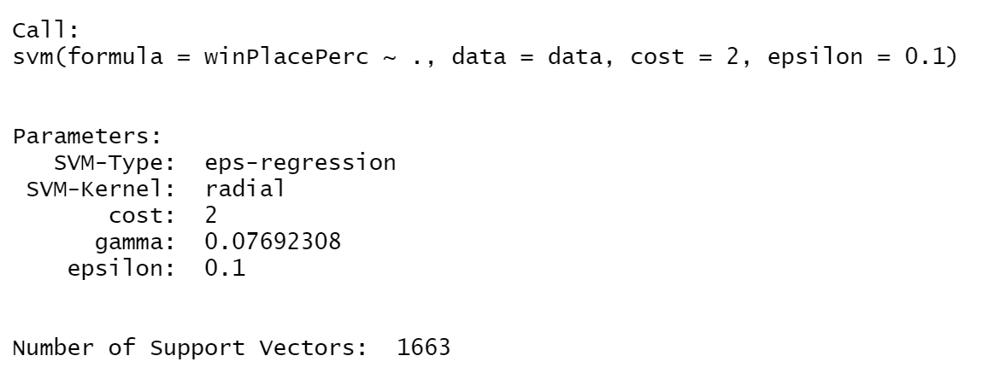 Call:
svm(formula = winPlacePerc ~ ., data = data, cost = 2, epsilon = 0.1)
Parameters:
SVM-Type: eps-regression
SVM-Kernel: radial
cost: 2
gamma: 0.07692308
epsilon: 0.1
Number of Support Vectors: 1663